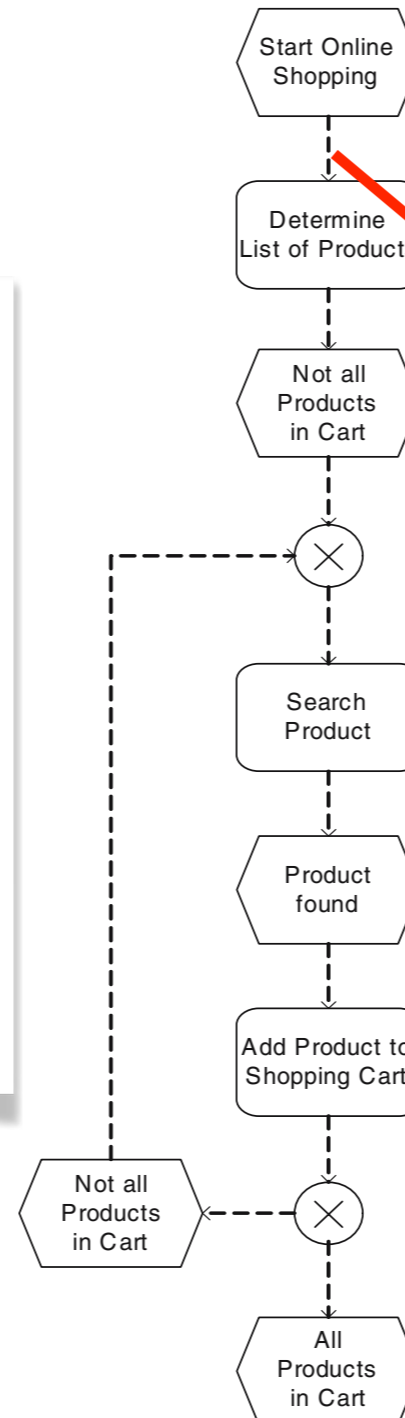 Start Online
Shopping
Determine
List of Product
Not all
Products
in Cart
Search
Product
Product
found
Add Product to
Shopping Cart
Not all
Products
in Cart
All
Products
in Cart